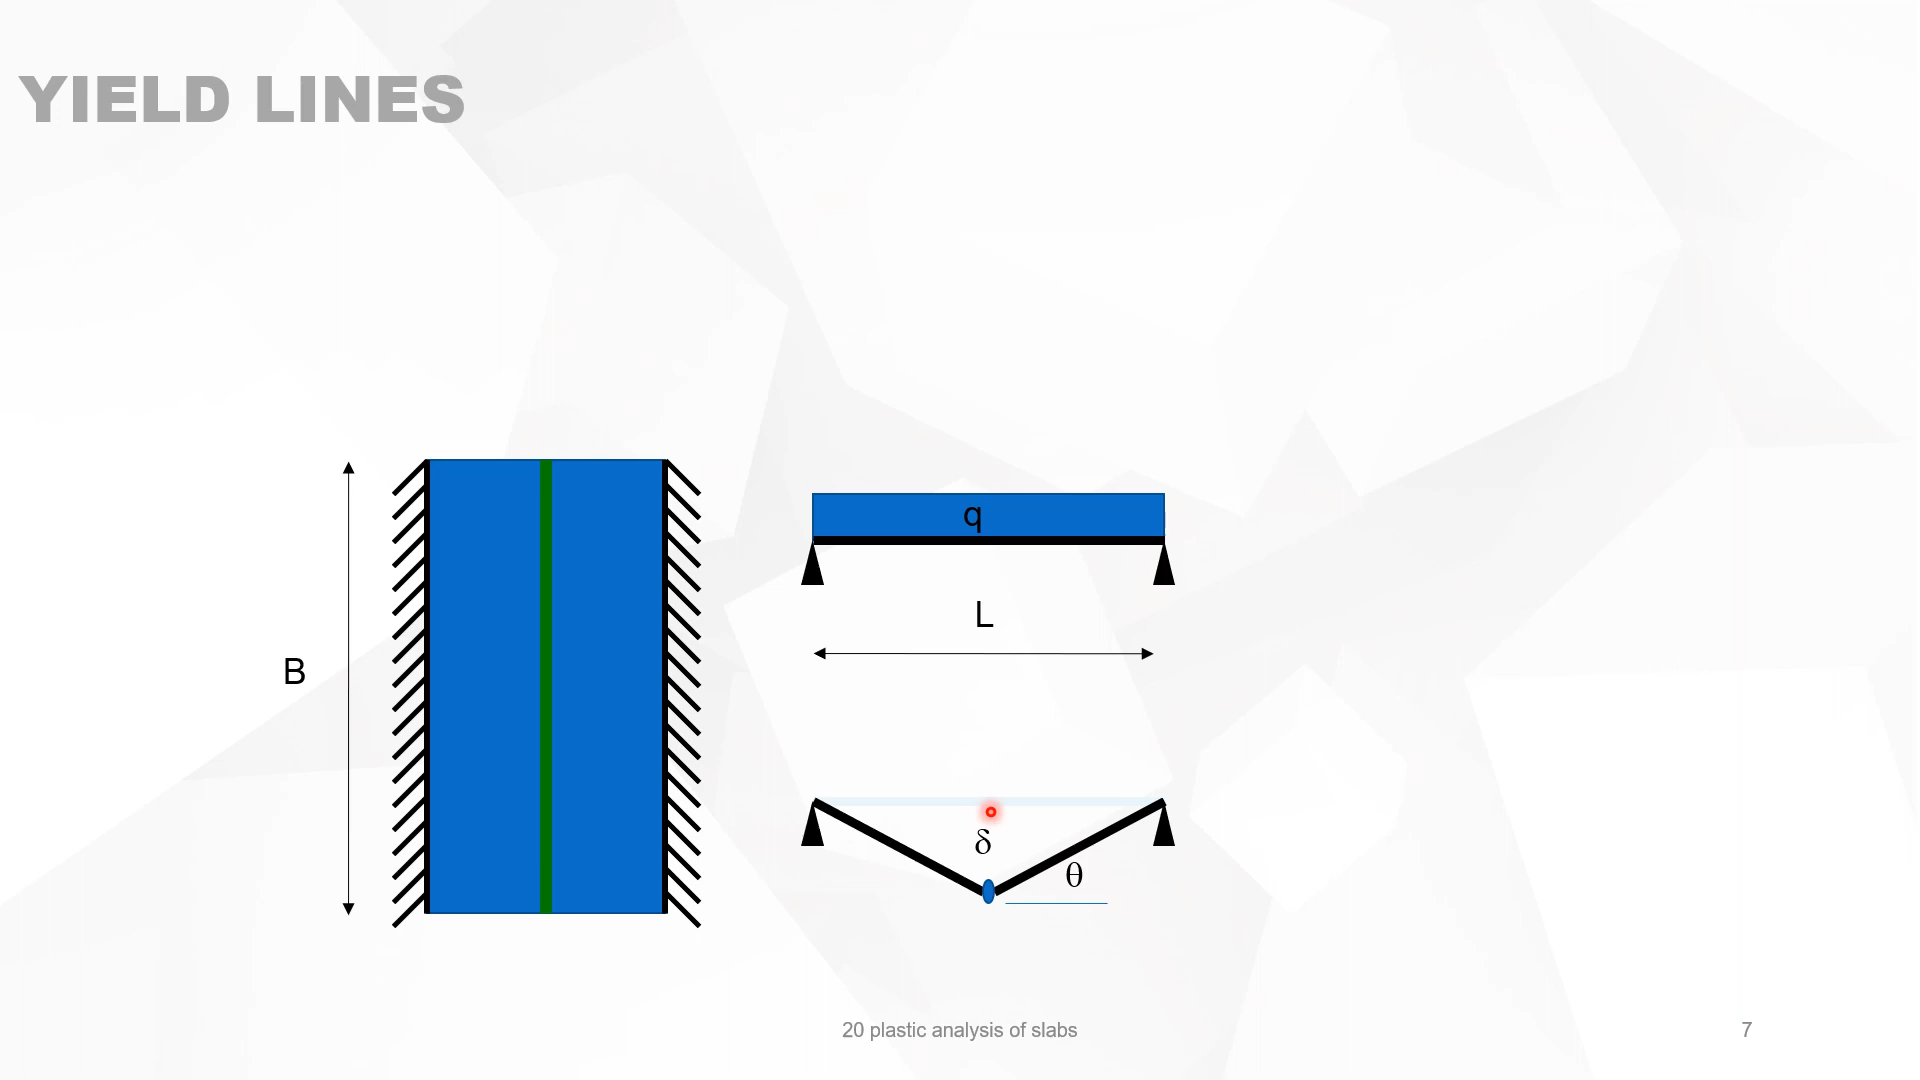 YIELD LINES
q
L
B
δ
θ
20 plastic analysis of slabs
7